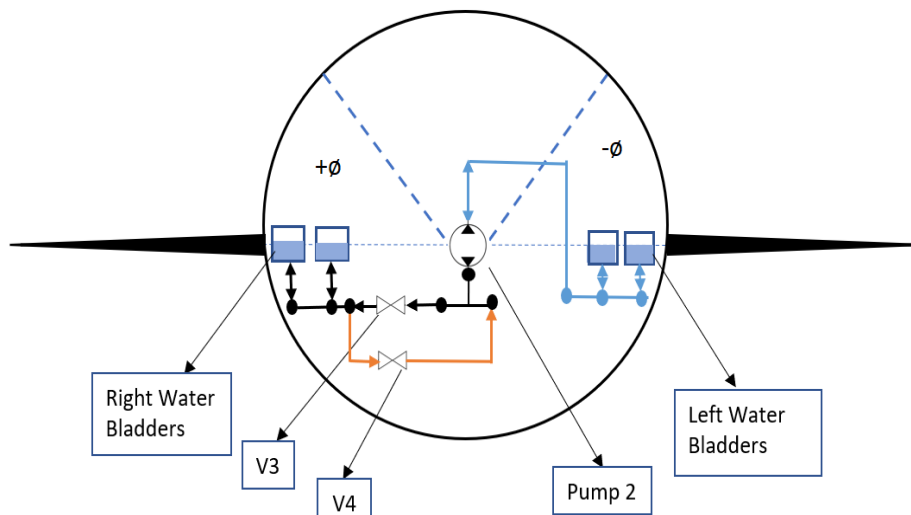 +ø
-ø
Right Water
Bladders
V3
V4
Pump 2
Left Water
Bladders